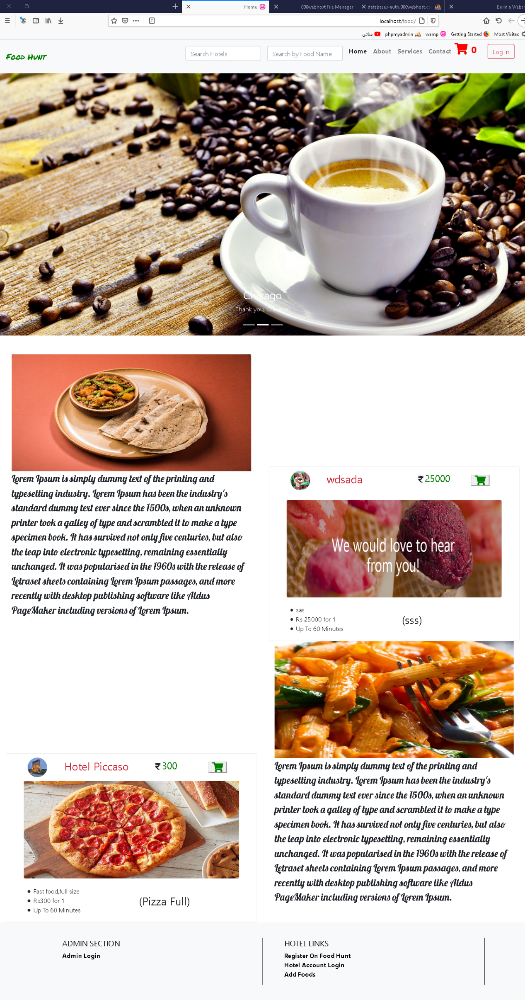 Home
000webhost File Manager
databases-auth.000webhost.co
Build a Websi
localhost/food/
قناتي
phpmyadmin
wamp
Getting Started
Most Visited
Food Hunt
Search Hotels
Search by Food Name
Home
About
Services
Contact
0
Log In
Chicago
Thank you, Chicago!
Lorem Ipsum is simply dummy text of the printing and
typesetting industry. Lorem Ipsum has been the industry's
standard dummy text ever since the 1500s, when an unknown
printer took a galley of type and scrambled it to make a type
specimen book. It has survived not only five centuries, but also
the leap into electronic typesetting, remaining essentially
unchanged. It was popularised in the 1960s with the release of
Letraset sheets containing Lorem Ipsum passages, and more
recently with desktop publishing software like Aldus
PageMaker including versions of Lorem Ipsum.
wdsada
₹ 25000
We would love to hear
from you!
• sas
• Rs 25000 for 1
• Up To 60 Minutes
(sss)
Hotel Piccaso
₹ 300
• Fast food,full size
• Rs300 for 1
• Up To 60 Minutes
(Pizza Full)
Lorem Ipsum is simply dummy text of the printing and
typesetting industry. Lorem Ipsum has been the industry's
standard dummy text ever since the 1500s, when an unknown
printer took a galley of type and scrambled it to make a type
specimen book. It has survived not only five centuries, but also
the leap into electronic typesetting, remaining essentially
unchanged. It was popularised in the 1960s with the release of
Letraset sheets containing Lorem Ipsum passages, and more
recently with desktop publishing software like Aldus
PageMaker including versions of Lorem Ipsum.
ADMIN SECTION
Admin Login
HOTEL LINKS
Register On Food Hunt
Hotel Account Login
Add Foods